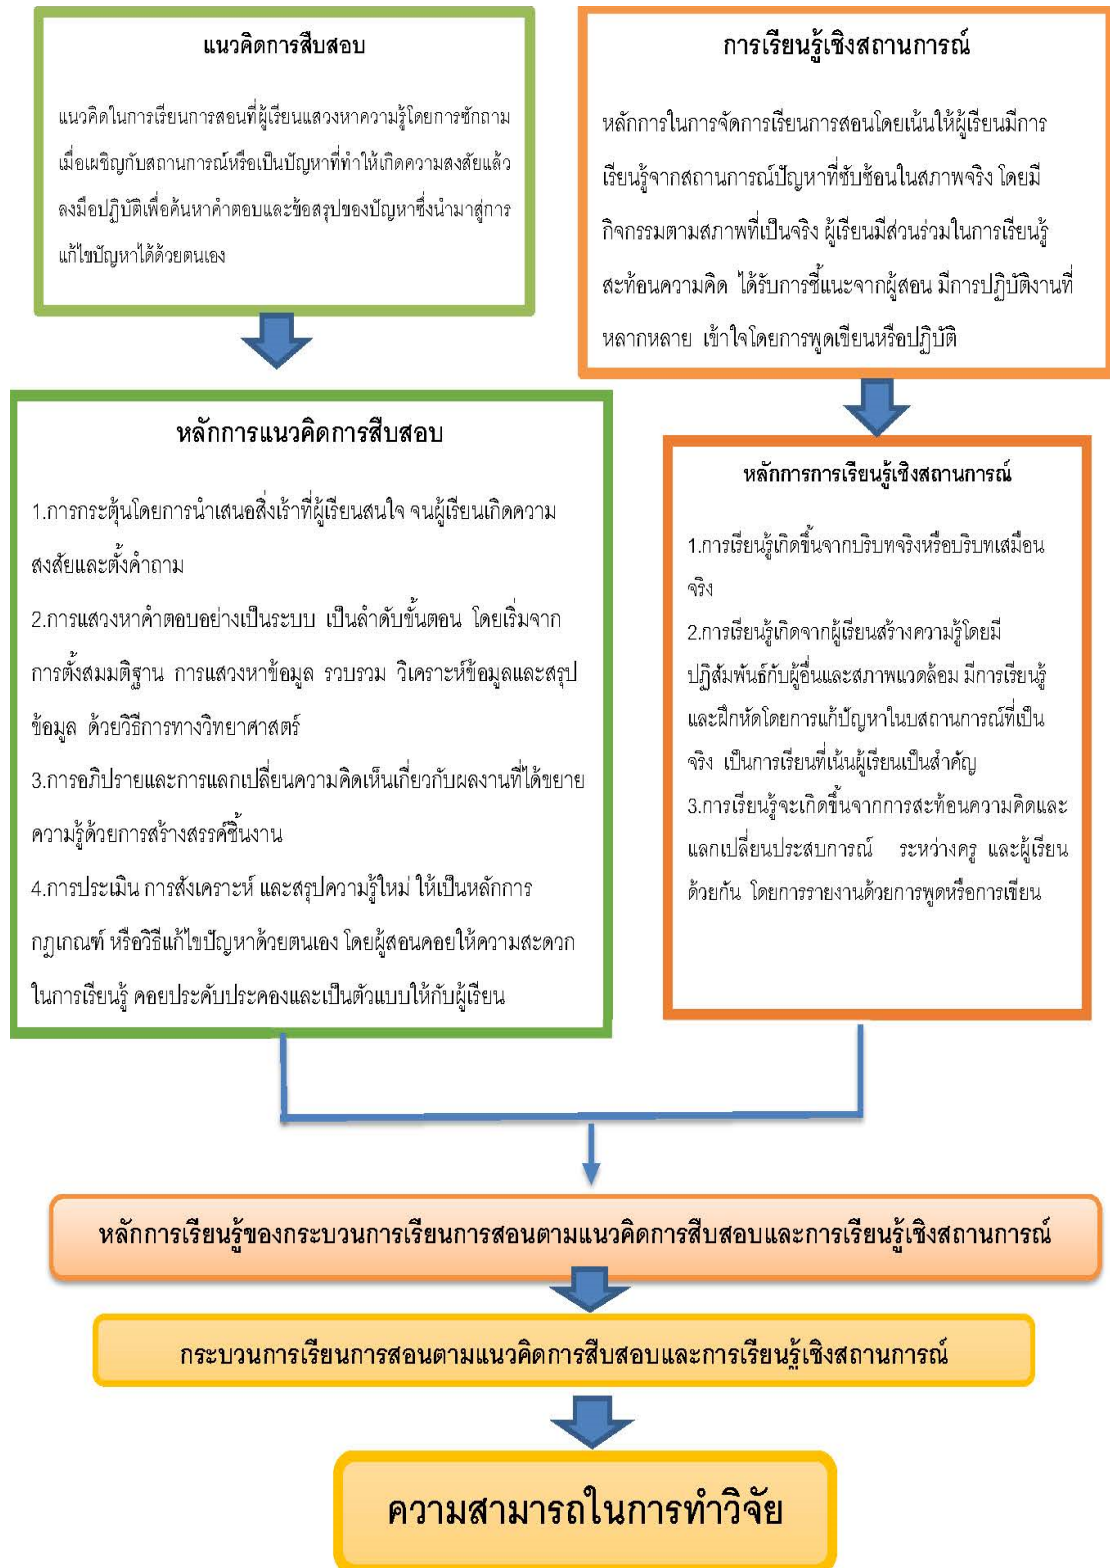 แนวคิดการสืบสอบ
แนวคิดในการเรียนการสอนที่ผู้เรียนแสวงหาความรู้โดยการซักถาม
เมื่อเผชิญกับสถานการณ์หรือเป็นปัญหาที่ทำให้เกิดความสงสัยแล้ว
ลงมือปฏิบัติเพื่อค้นหาคำตอบและข้อสรุปของปัญหาซึ่งนำมาสู่การ
แก้ไขปัญหาได้ด้วยตนเอง
การเรียนรู้เชิงสถานการณ์
หลักการในการจัดการเรียนการสอนโดยเน้นให้ผู้เรียนมีการ
เรียนรู้จากสถานการณ์ปัญหาที่ซับซ้อนในสภาพจริง โดยมี
กิจกรรมตามสภาพที่เป็นจริง ผู้เรียนมีส่วนร่วมในการเรียนรู้
สะท้อนความคิด ได้รับการชี้แนะจากผู้สอน มีการปฏิบัติงานที่
หลากหลาย เข้าใจโดยการพูดเขียนหรือปฏิบัติ
หลักการแนวคิดการสืบสอบ
1.การกระตุ้นโดยการนำเสนอสิ่งเร้าที่ผู้เรียนสนใจ จนผู้เรียนเกิดความ
สงสัยและตั้งคำถาม
2.การแสวงหาคำตอบอย่างเป็นระบบ เป็นลำดับขั้นตอน โดยเริ่มจาก
การตั้งสมมติฐาน การแสวงหาข้อมูล รวบรวม วิเคราะห์ข้อมูลและสรุป
ข้อมูล ด้วยวิธีการทางวิทยาศาสตร์
3.การอภิปรายและการแลกเปลี่ยนความคิดเห็นเกี่ยวกับผลงานที่ได้ขยาย
ความรู้ด้วยการสร้างสรรค์ชิ้นงาน
4.การประเมิน การสังเคราะห์ และสรุปความรู้ใหม่ ให้เป็นหลักการ
กฎเกณฑ์ หรือวิธีแก้ไขปัญหาด้วยตนเอง โดยผู้สอนคอยให้ความสะดวก
ในการเรียนรู้ คอยประคับประคองและเป็นตัวแบบให้กับผู้เรียน
หลักการการเรียนรู้เชิงสถานการณ์
1.การเรียนรู้เกิดขึ้นจากบริบทจริงหรือบริบทเสมือน
จริง
2.การเรียนรู้เกิดจากผู้เรียนสร้างความรู้โดยมี
ปฏิสัมพันธ์กับผู้อื่นและสภาพแวดล้อม มีการเรียนรู้
และฝึกหัดโดยการแก้ปัญหาในบสถานการณ์ที่เป็น
จริง เป็นการเรียนที่เน้นผู้เรียนเป็นสำคัญ
3.การเรียนรู้จะเกิดขึ้นจากการสะท้อนความคิดและ
แลกเปลี่ยนประสบการณ์ ระหว่างครู และผู้เรียน
ด้วยกัน โดยการรายงานด้วยการพูดหรือการเขียน
หลักการเรียนรู้ของกระบวนการเรียนการสอนตามแนวคิดการสืบสอบและการเรียนรู้เชิงสถานการณ์
กระบวนการเรียนการสอนตามแนวคิดการสืบสอบและการเรียนรู้เชิงสถานการณ์
ความสามารถในการทำวิจัย